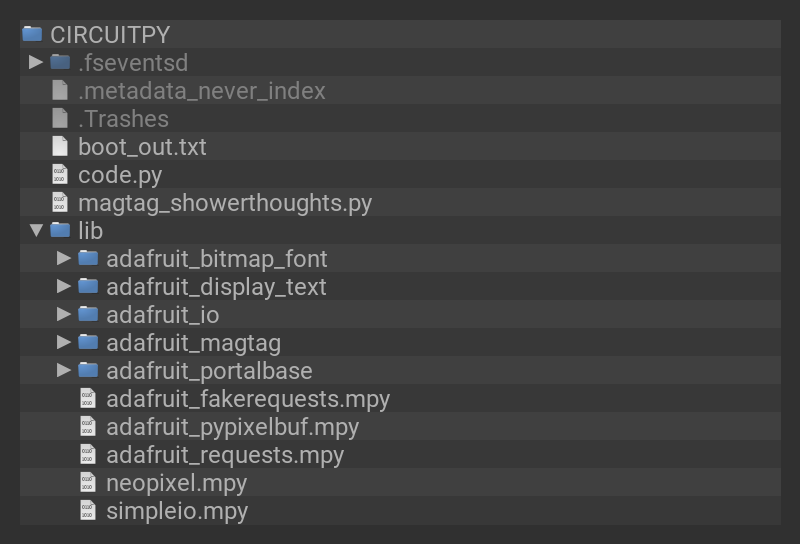 CIRCUITPY
.fseventsd
.metadata_never_index
.Trashes
boot_out.txt
code.py
magtag_showerthoughts.py
lib
adafruit_bitmap_font
adafruit_display_text
adafruit_io
adafruit_magtag
adafruit_portalbase
adafruit_fakerequests.mpy
adafruit_pypixelbuf.mpy
adafruit_requests.mpy
neopixel.mpy
simpleio.mpy